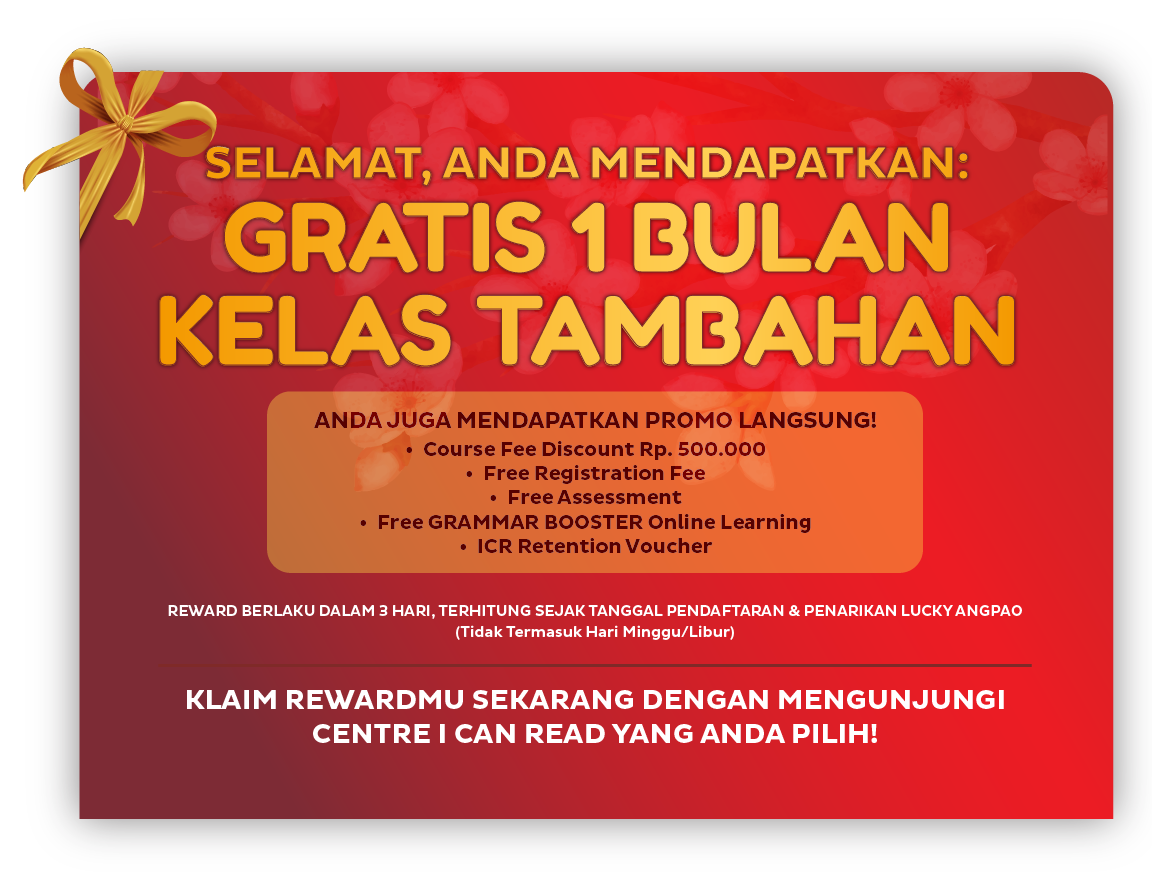 SELAMAT, ANDA MENDAPATKAN:
GRATIS 1 BULAN
KELAS TAMBAHAN
ANDA JUGA MENDAPATKAN PROMO LANGSUNG!
• Course Fee Discount Rp. 500.000
• Free Registration Fee
• Free Assessment
• Free GRAMMAR BOOSTER Online Learning
• ICR Retention Voucher
REWARD BERLAKU DALAM 3 HARI, TERHITUNG SEJAK TANGGAL PENDAFTARAN & PENARIKAN LUCKY ANGPAO
(Tidak Termasuk Hari Minggu/Libur)
KLAIM REWARDMU SEKARANG DENGAN MENGUNJUNGI
CENTRE I CAN READ YANG ANDA PILIH!